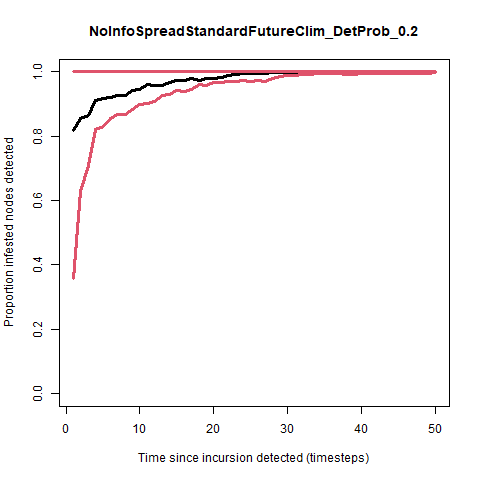 NoInfoSpreadStandardFutureClim_DetProb_0.2
Proportion infested nodes detected
1.0
0.8
0.6
0.4
0.2
0.0
0 10 20 30 40 50
Time since incursion detected (timesteps)